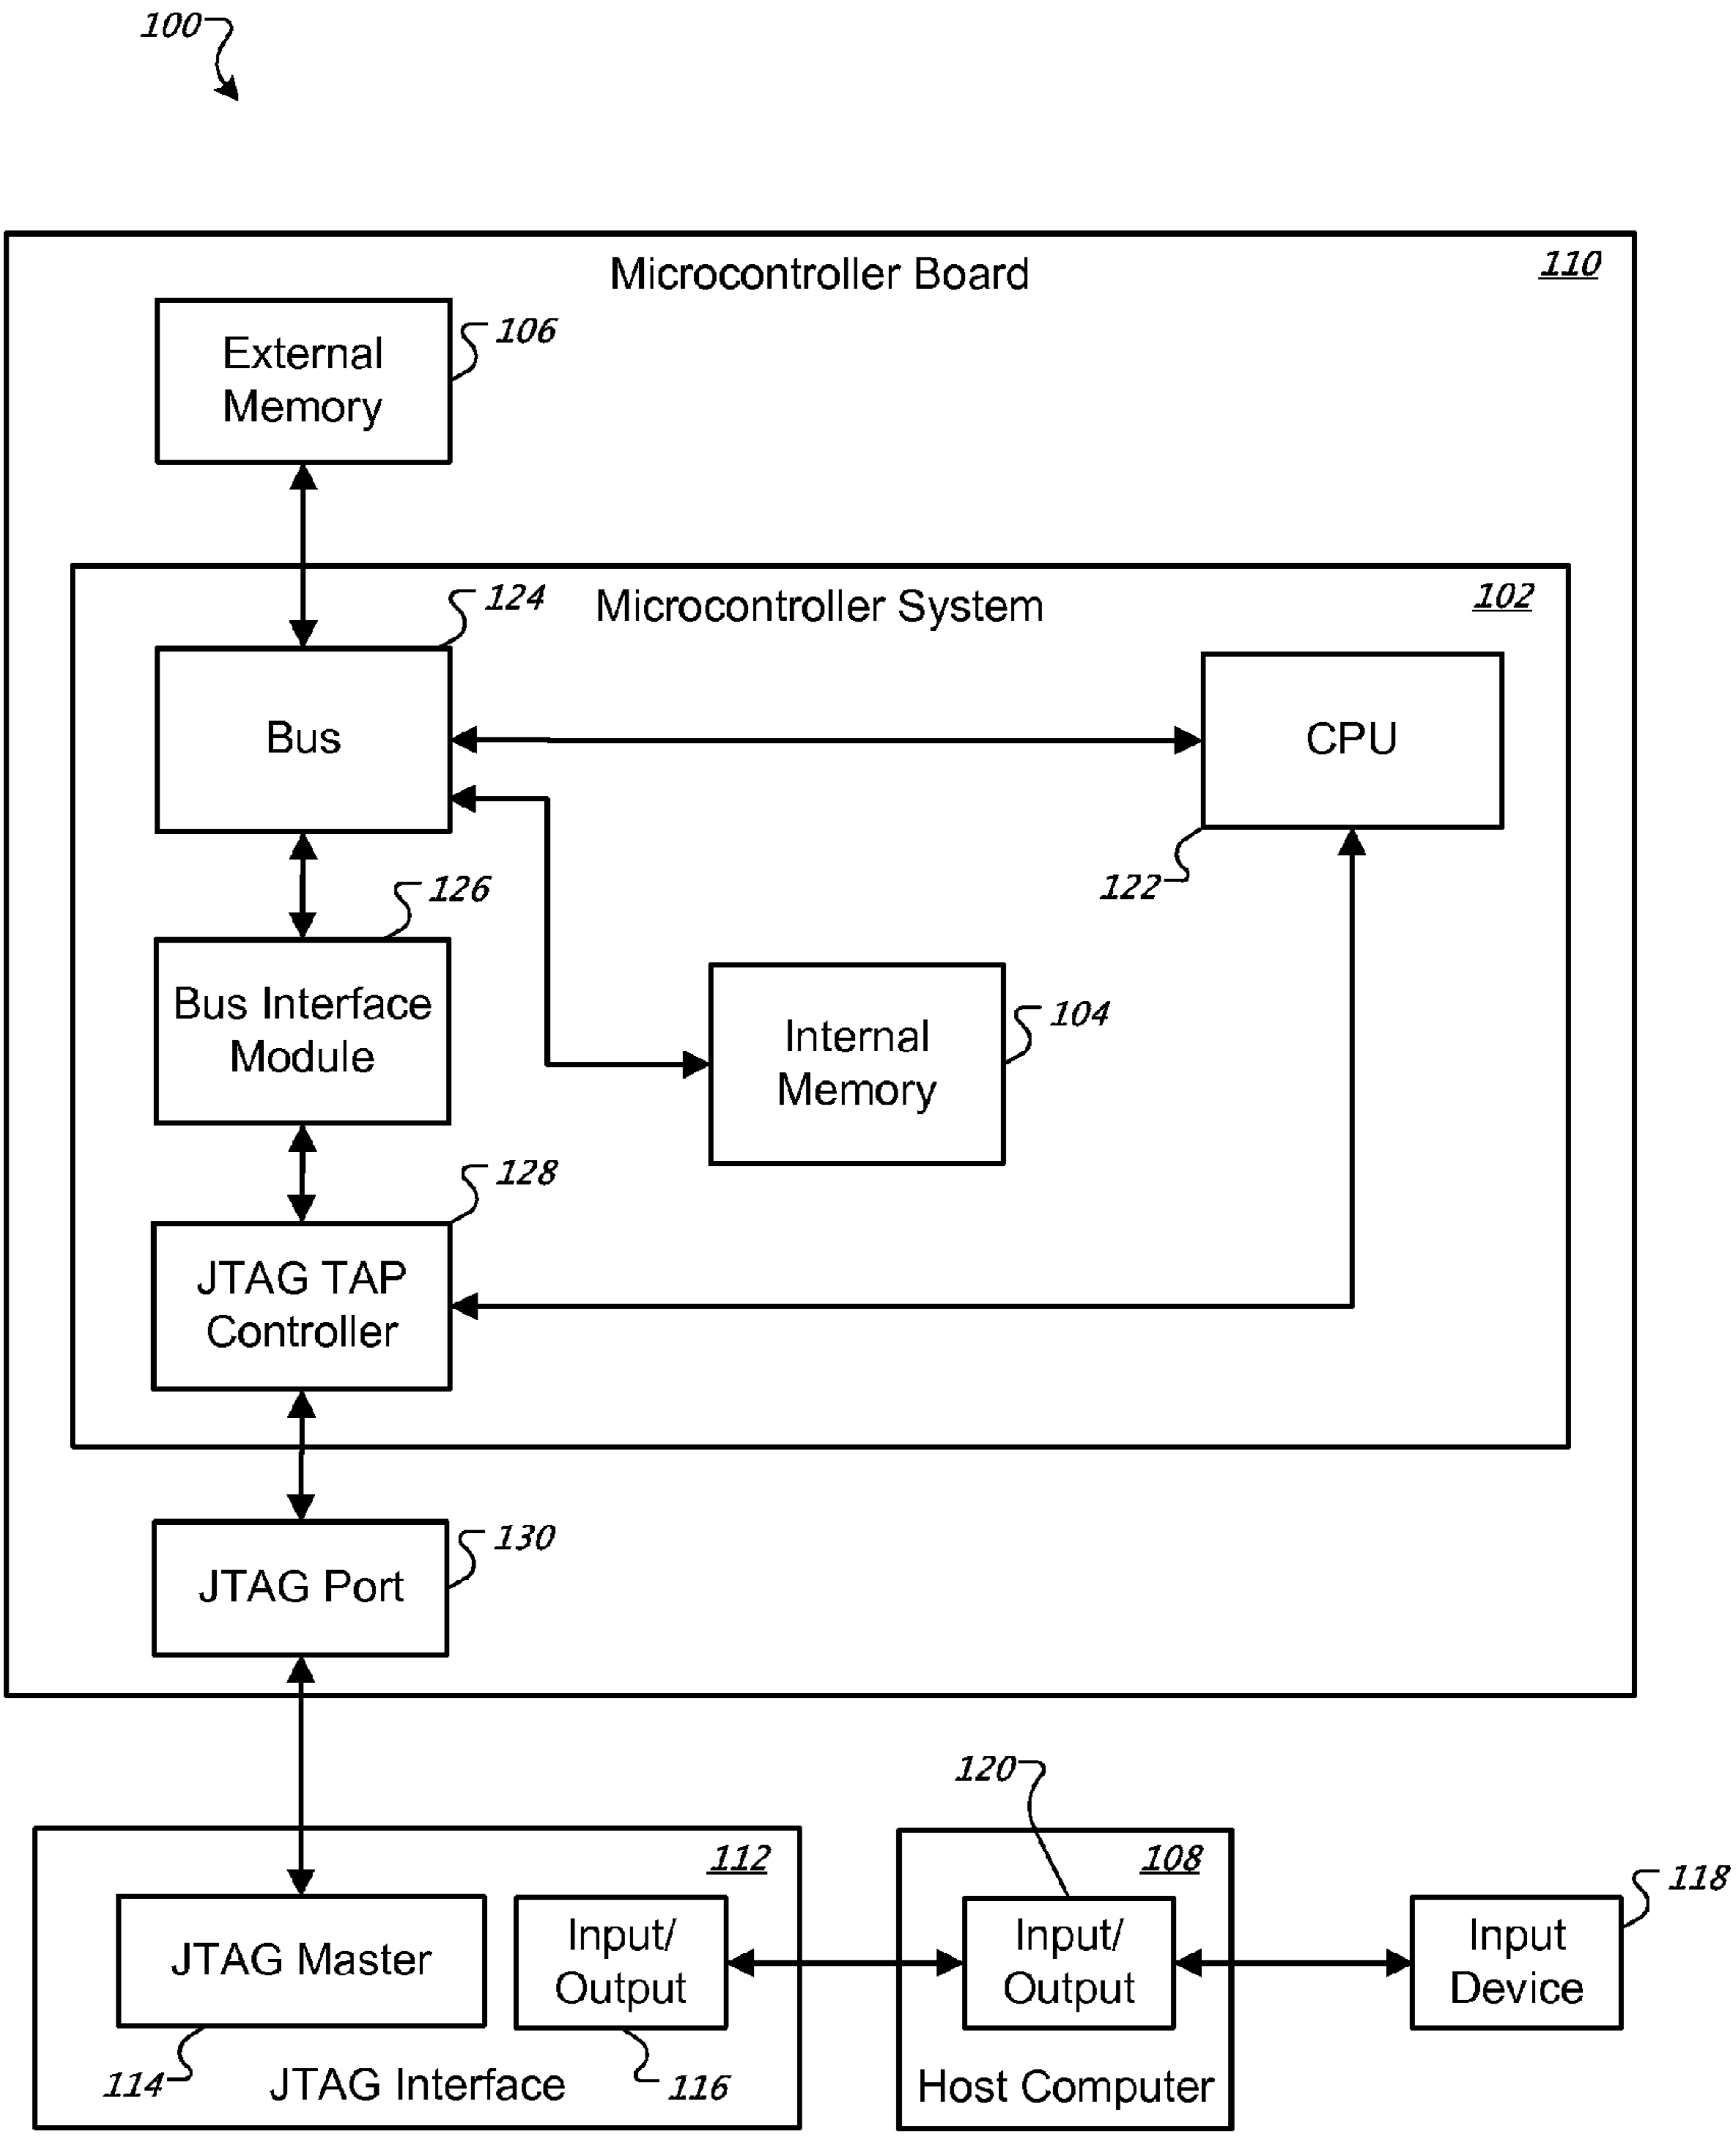 100
Microcontroller Board
110
External
Memory
106
Microcontroller System
102
124
Bus
CPU
122
126
Bus Interface
Module
Internal
Memory
104
128
JTAG TAP
Controller
130
JTAG Port
120
112
108
118
JTAG Master
Input/
Output
Input/
Output
Input
Device
114
JTAG Interface
116
Host Computer